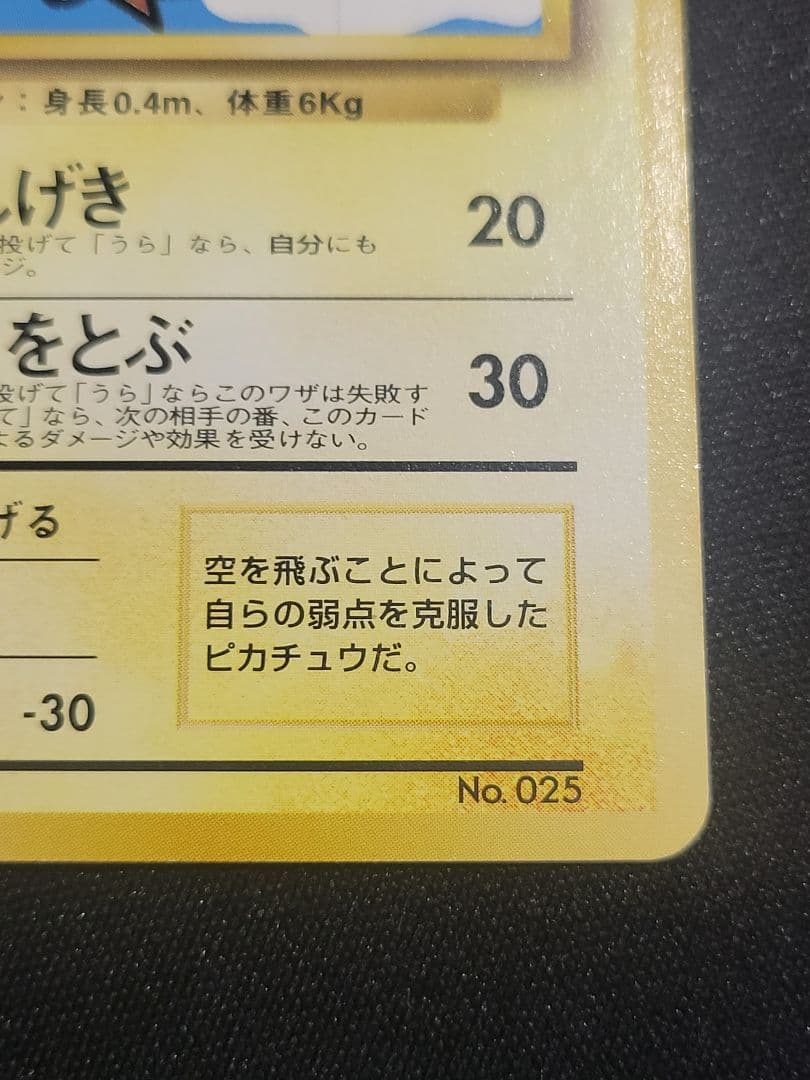 ：身長0.4m、体重6Kg
んげき
20
投げて「うら」なら、自分にも
ジ。
をとぶ
30
投げて「うら」ならこのワザは失敗す
て」なら、次の相手の番、このカード
よるダメージや効果を受けない。
げる
空を飛ぶことによって
自らの弱点を克服した
ピカチュウだ。
-30
No. 025